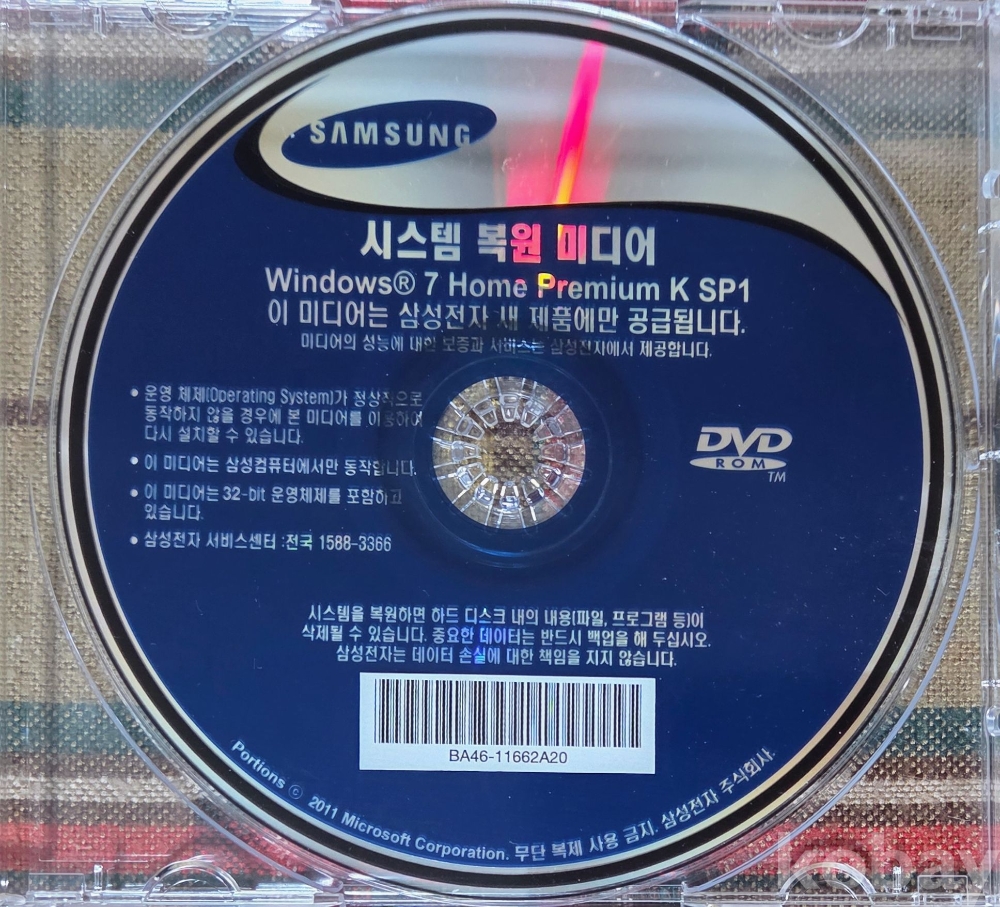 SAMSUNG
시스템 복원 미디어
Windows® 7 Home Premium K SP1
이 미디어는 삼성전자 새 제품에만 공급됩니다.
미디어의 성능에 대한 보증과 서비스는 삼성전자에서 제공합니다.
• 운영 체제(Operating System)가 정상적으로
동작하지 않을 경우에 본 미디어를 이용하여
다시 설치할 수 있습니다.
• 이 미디어는 삼성컴퓨터에서만 동작합니다.
• 이 미디어는 32-bit 운영체제를 포함하고
있습니다.
• 삼성전자 서비스센터 :전국 1588-3366
DVD
ROM
TM
시스템을 복원하면 하드 디스크 내의 내용(파일, 프로그램 등)이
삭제될 수 있습니다. 중요한 데이터는 반드시 백업을 해 두십시오.
삼성전자는 데이터 손실에 대한 책임을 지지 않습니다.
BA46-11662A20
Portions © 2011 Microsoft Corporation. 무단 복제 사용 금지. 삼성전자 주식회사.
kobay